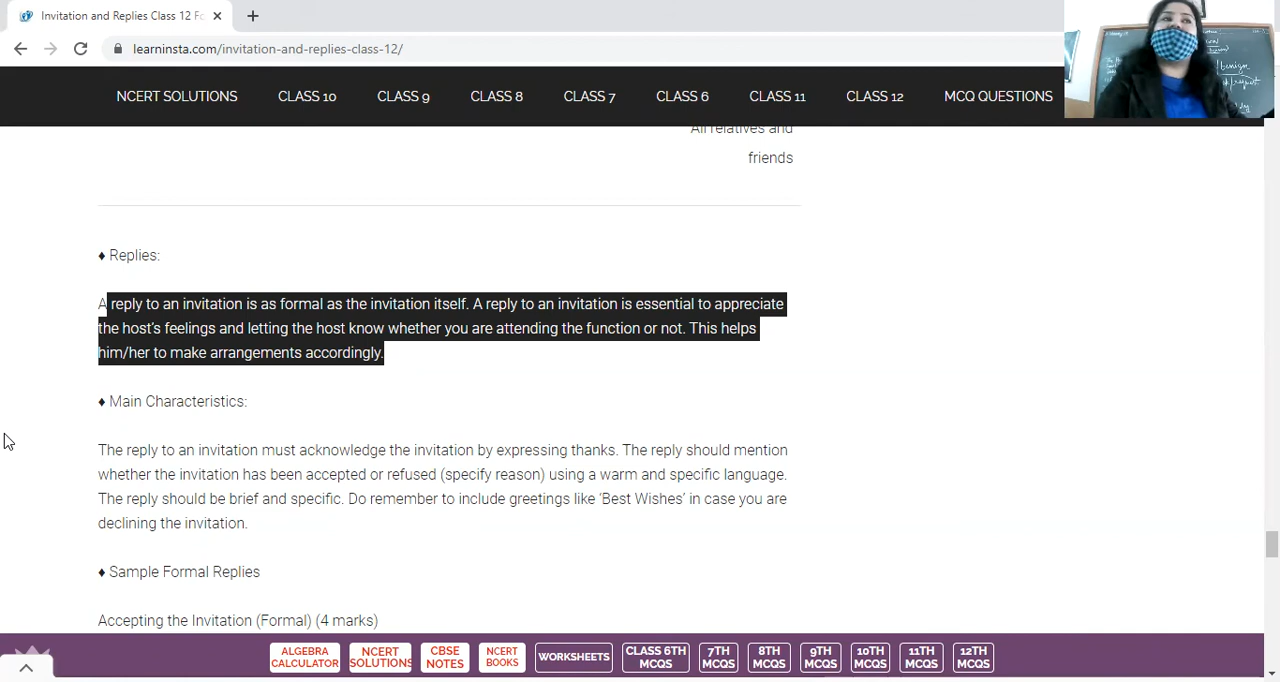 Invitation and Replies Class 12 Fo
learninsta.com/invitation-and-replies-class-12/
NCERT SOLUTIONS CLASS 10 CLASS 9 CLASS 8 CLASS 7 CLASS 6 CLASS 11 CLASS 12 MCQ QUESTIONS
benign
All relatives and
friends
♦ Replies:
A reply to an invitation is as formal as the invitation itself. A reply to an invitation is essential to appreciate
the host's feelings and letting the host know whether you are attending the function or not. This helps
him/her to make arrangements accordingly.
♦ Main Characteristics:
The reply to an invitation must acknowledge the invitation by expressing thanks. The reply should mention
whether the invitation has been accepted or refused (specify reason) using a warm and specific language.
The reply should be brief and specific. Do remember to include greetings like 'Best Wishes' in case you are
declining the invitation.
♦ Sample Formal Replies
Accepting the Invitation (Formal) (4 marks)
ALGEBRA CALCULATOR
NCERT SOLUTIONS
CBSE NOTES
NCERT BOOKS
WORKSHEETS
CLASS 6TH MCQS
7TH MCQS
8TH MCQS
9TH MCQS
10TH MCQS
11TH MCQS
12TH MCQS